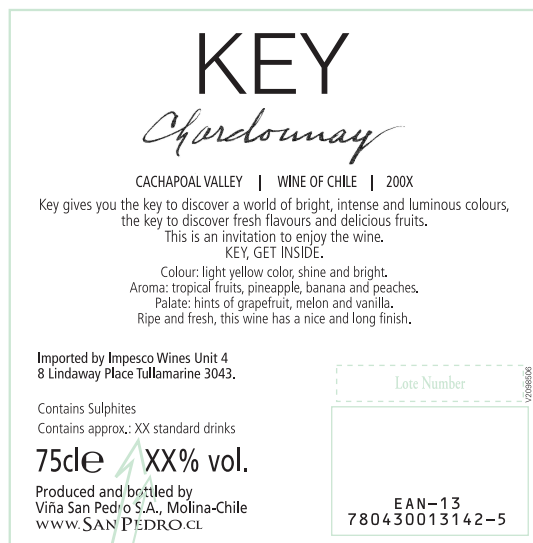 KEY
Chardonnay
CACHAPOAL VALLEY | WINE OF CHILE | 200X
Key gives you the key to discover a world of bright, intense and luminous colours,
the key to discover fresh flavours and delicious fruits.
This is an invitation to enjoy the wine.
KEY, GET INSIDE.
Colour: light yellow color, shine and bright.
Aroma: tropical fruits, pineapple, banana and peaches.
Palate: hints of grapefruit, melon and vanilla.
Ripe and fresh, this wine has a nice and long finish.
Imported by Impesco Wines Unit 4
8 Lindaway Place Tullamarine 3043.
Contains Sulphites
Contains approx.: XX standard drinks
75cl℮ XX% vol.
Produced and bottled by
Viña San Pedro S.A., Molina-Chile
WWW.SANPEDRO.CL
Lote Number
V2098506
EAN-13
780430013142-5